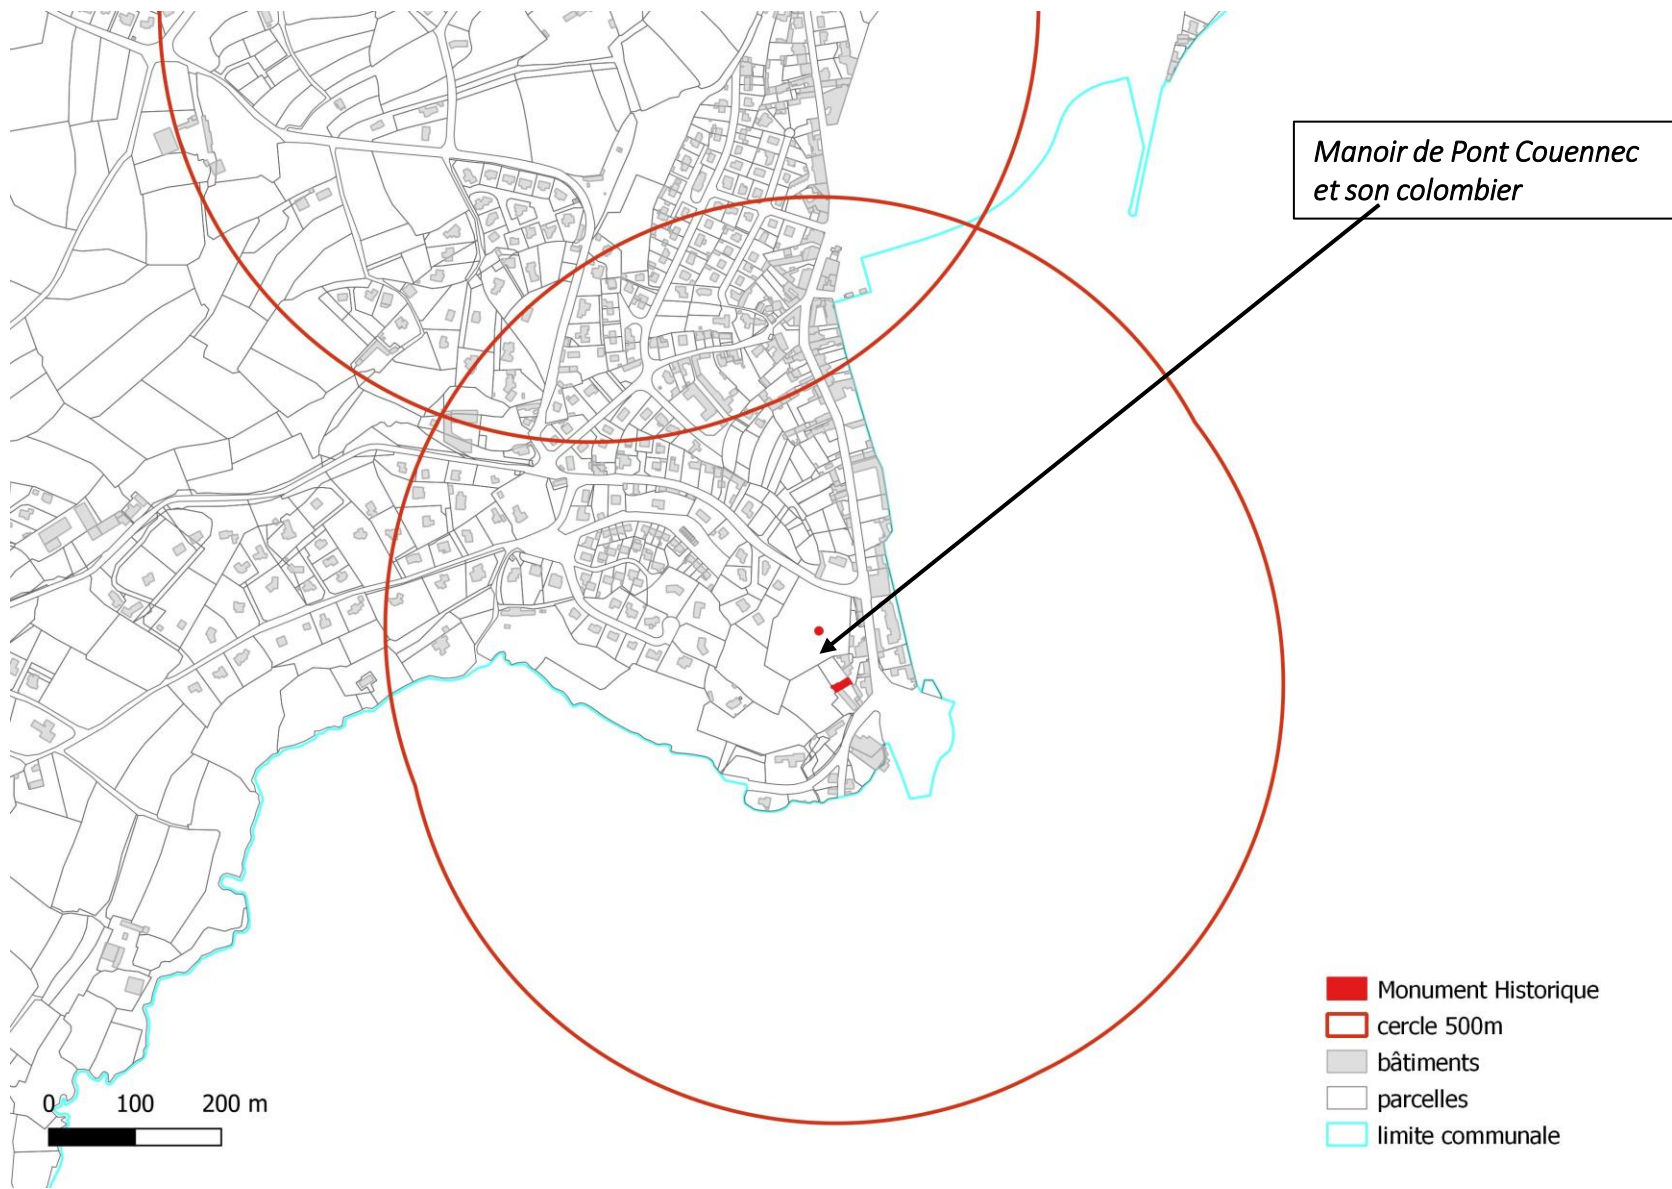 Manoir de Pont Couennec
et son colombier
Monument Historique
cercle 500m
bâtiments
parcelles
limite communale
0 100 200 m